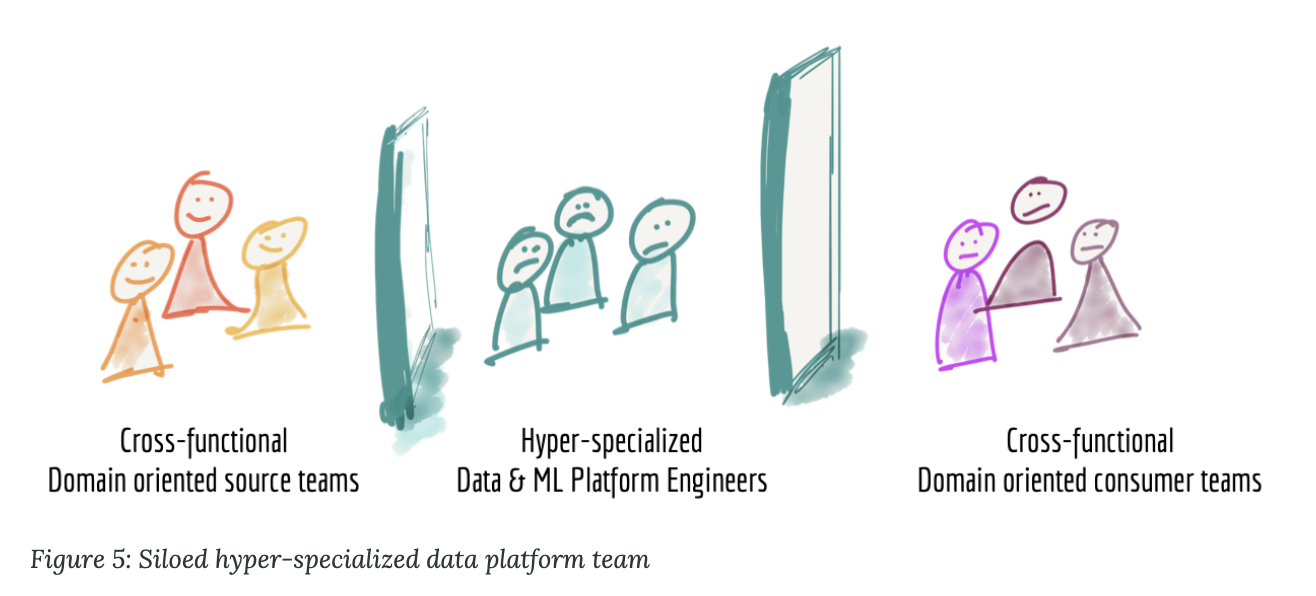 Cross-functional
Domain oriented source teams
Hyper-specialized
Data & ML Platform Engineers
Cross-functional
Domain oriented consumer teams
Figure 5: Siloed hyper-specialized data platform team